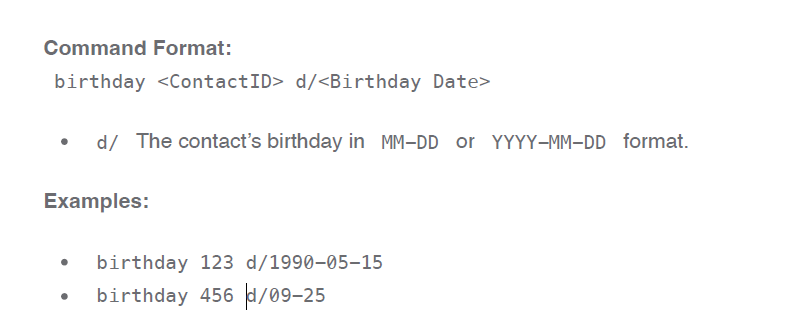 Command Format:
birthday <ContactID> d/<Birthday Date>
• d/ The contact’s birthday in MM−DD or YYYY−MM−DD format.
Examples:
• birthday 123 d/1990−05−15
• birthday 456 d/09−25